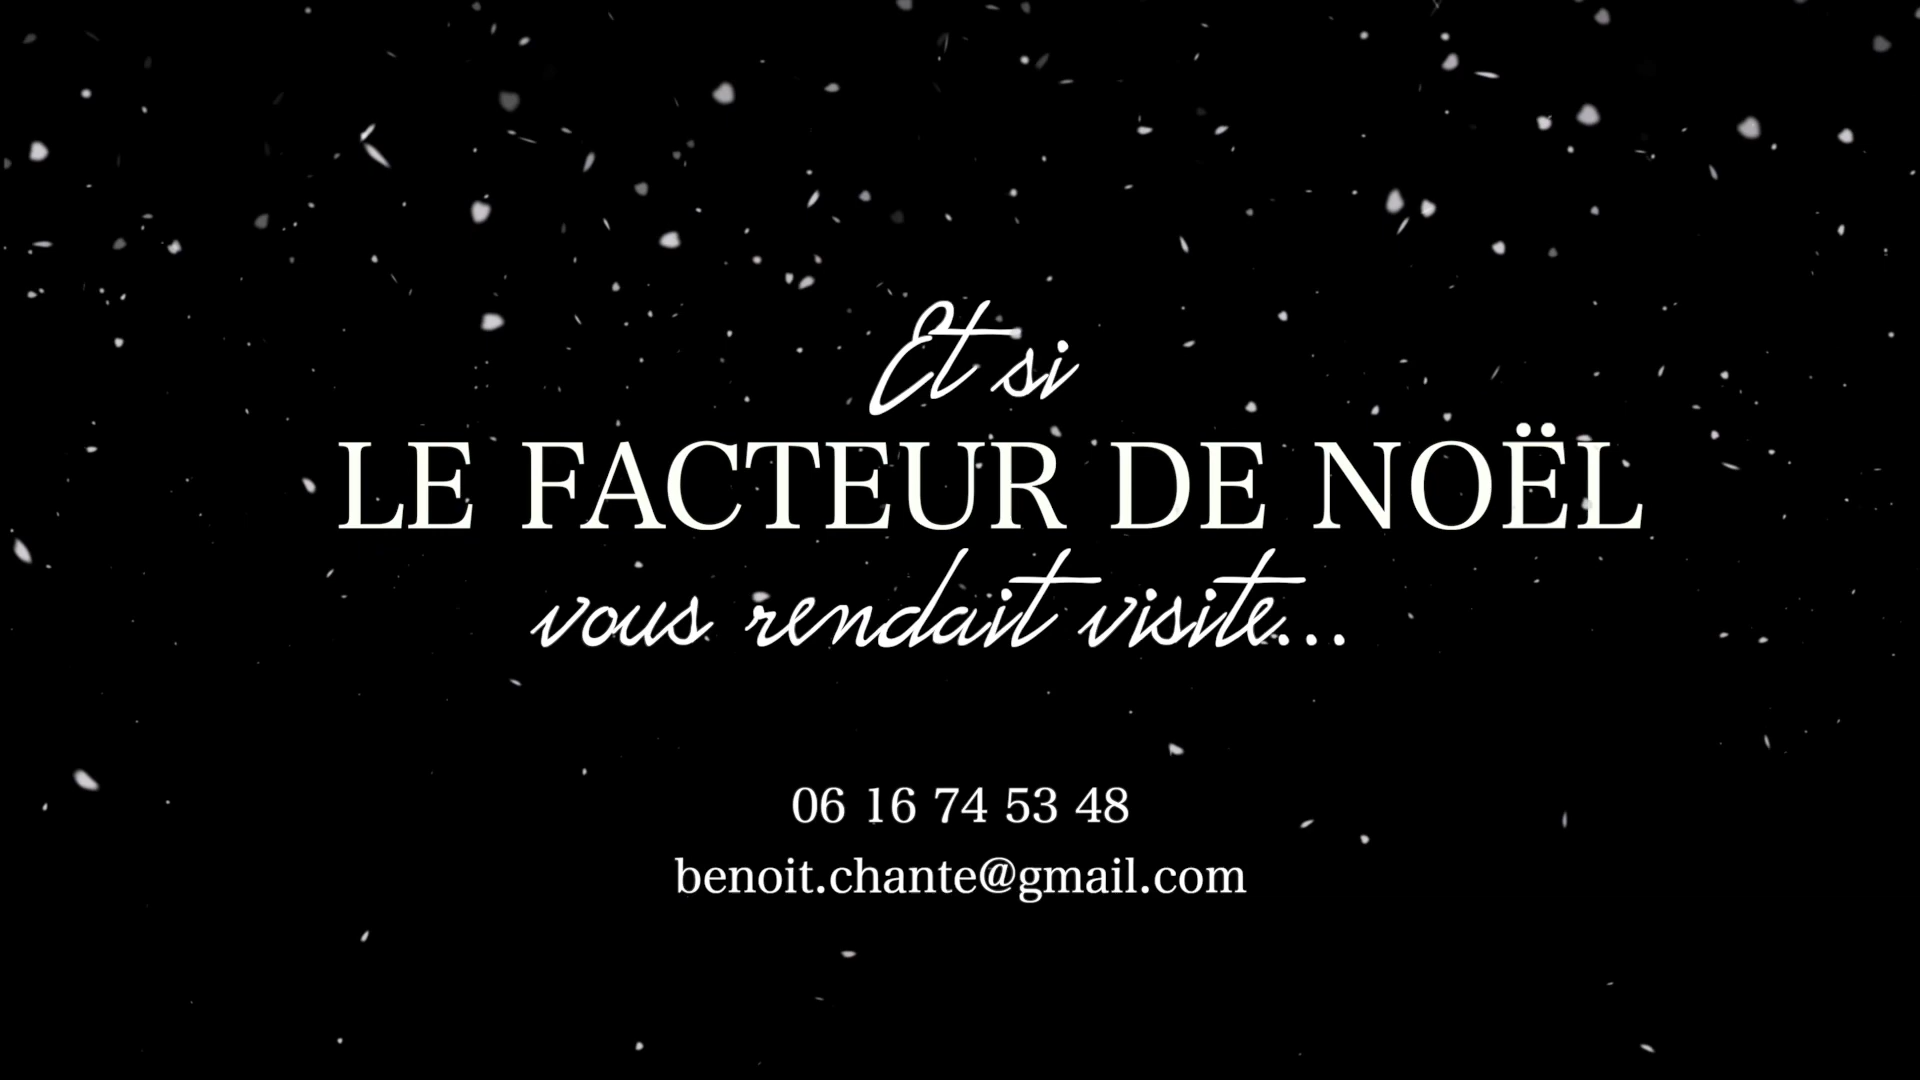 Et si
LE FACTEUR DE NOËL
vous rendait visite...
06 16 74 53 48
benoit.chante@gmail.com